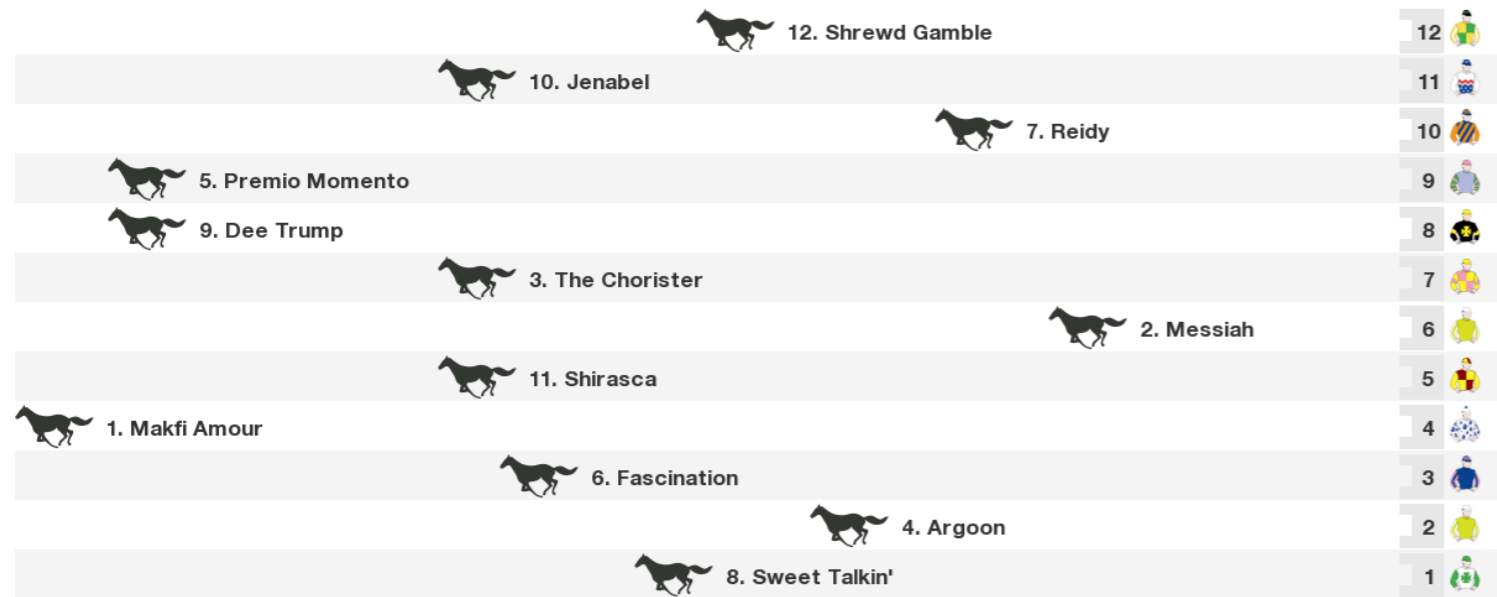 12. Shrewd Gamble 12
10. Jenabel 11
7. Reidy 10
5. Premio Momento 9
9. Dee Trump 8
3. The Chorister 7
2. Messiah 6
11. Shirasca 5
1. Makfi Amour 4
6. Fascination 3
4. Argoon 2
8. Sweet Talkin' 1